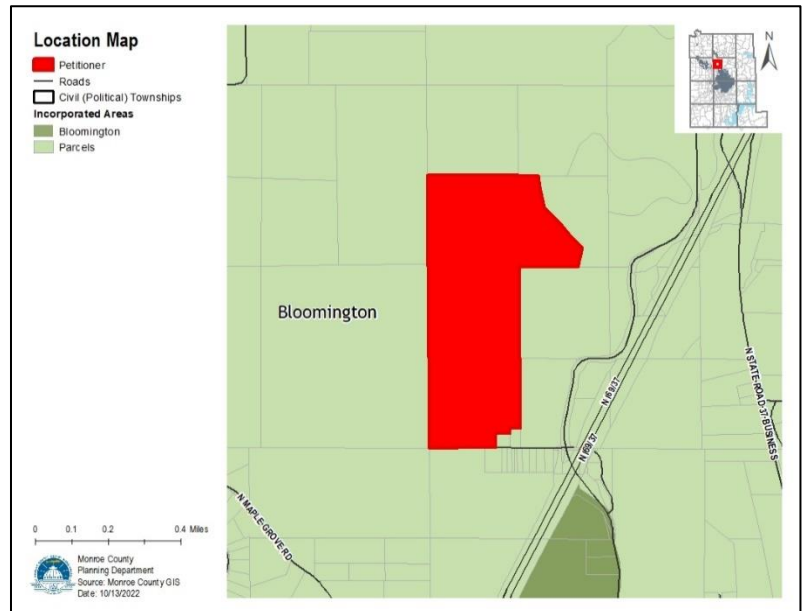 Location Map
Petitioner
Roads
Civil (Political) Townships
Incorporated Areas
Bloomington
Parcels
N
Bloomington
N I69/37
N I69/37
N STATE ROAD 37 BUSINESS
N MAPLE GROVE RD
0 0.1 0.2 0.4 Miles
Monroe County
Planning Department
Source: Monroe County GIS
Date: 10/13/2022